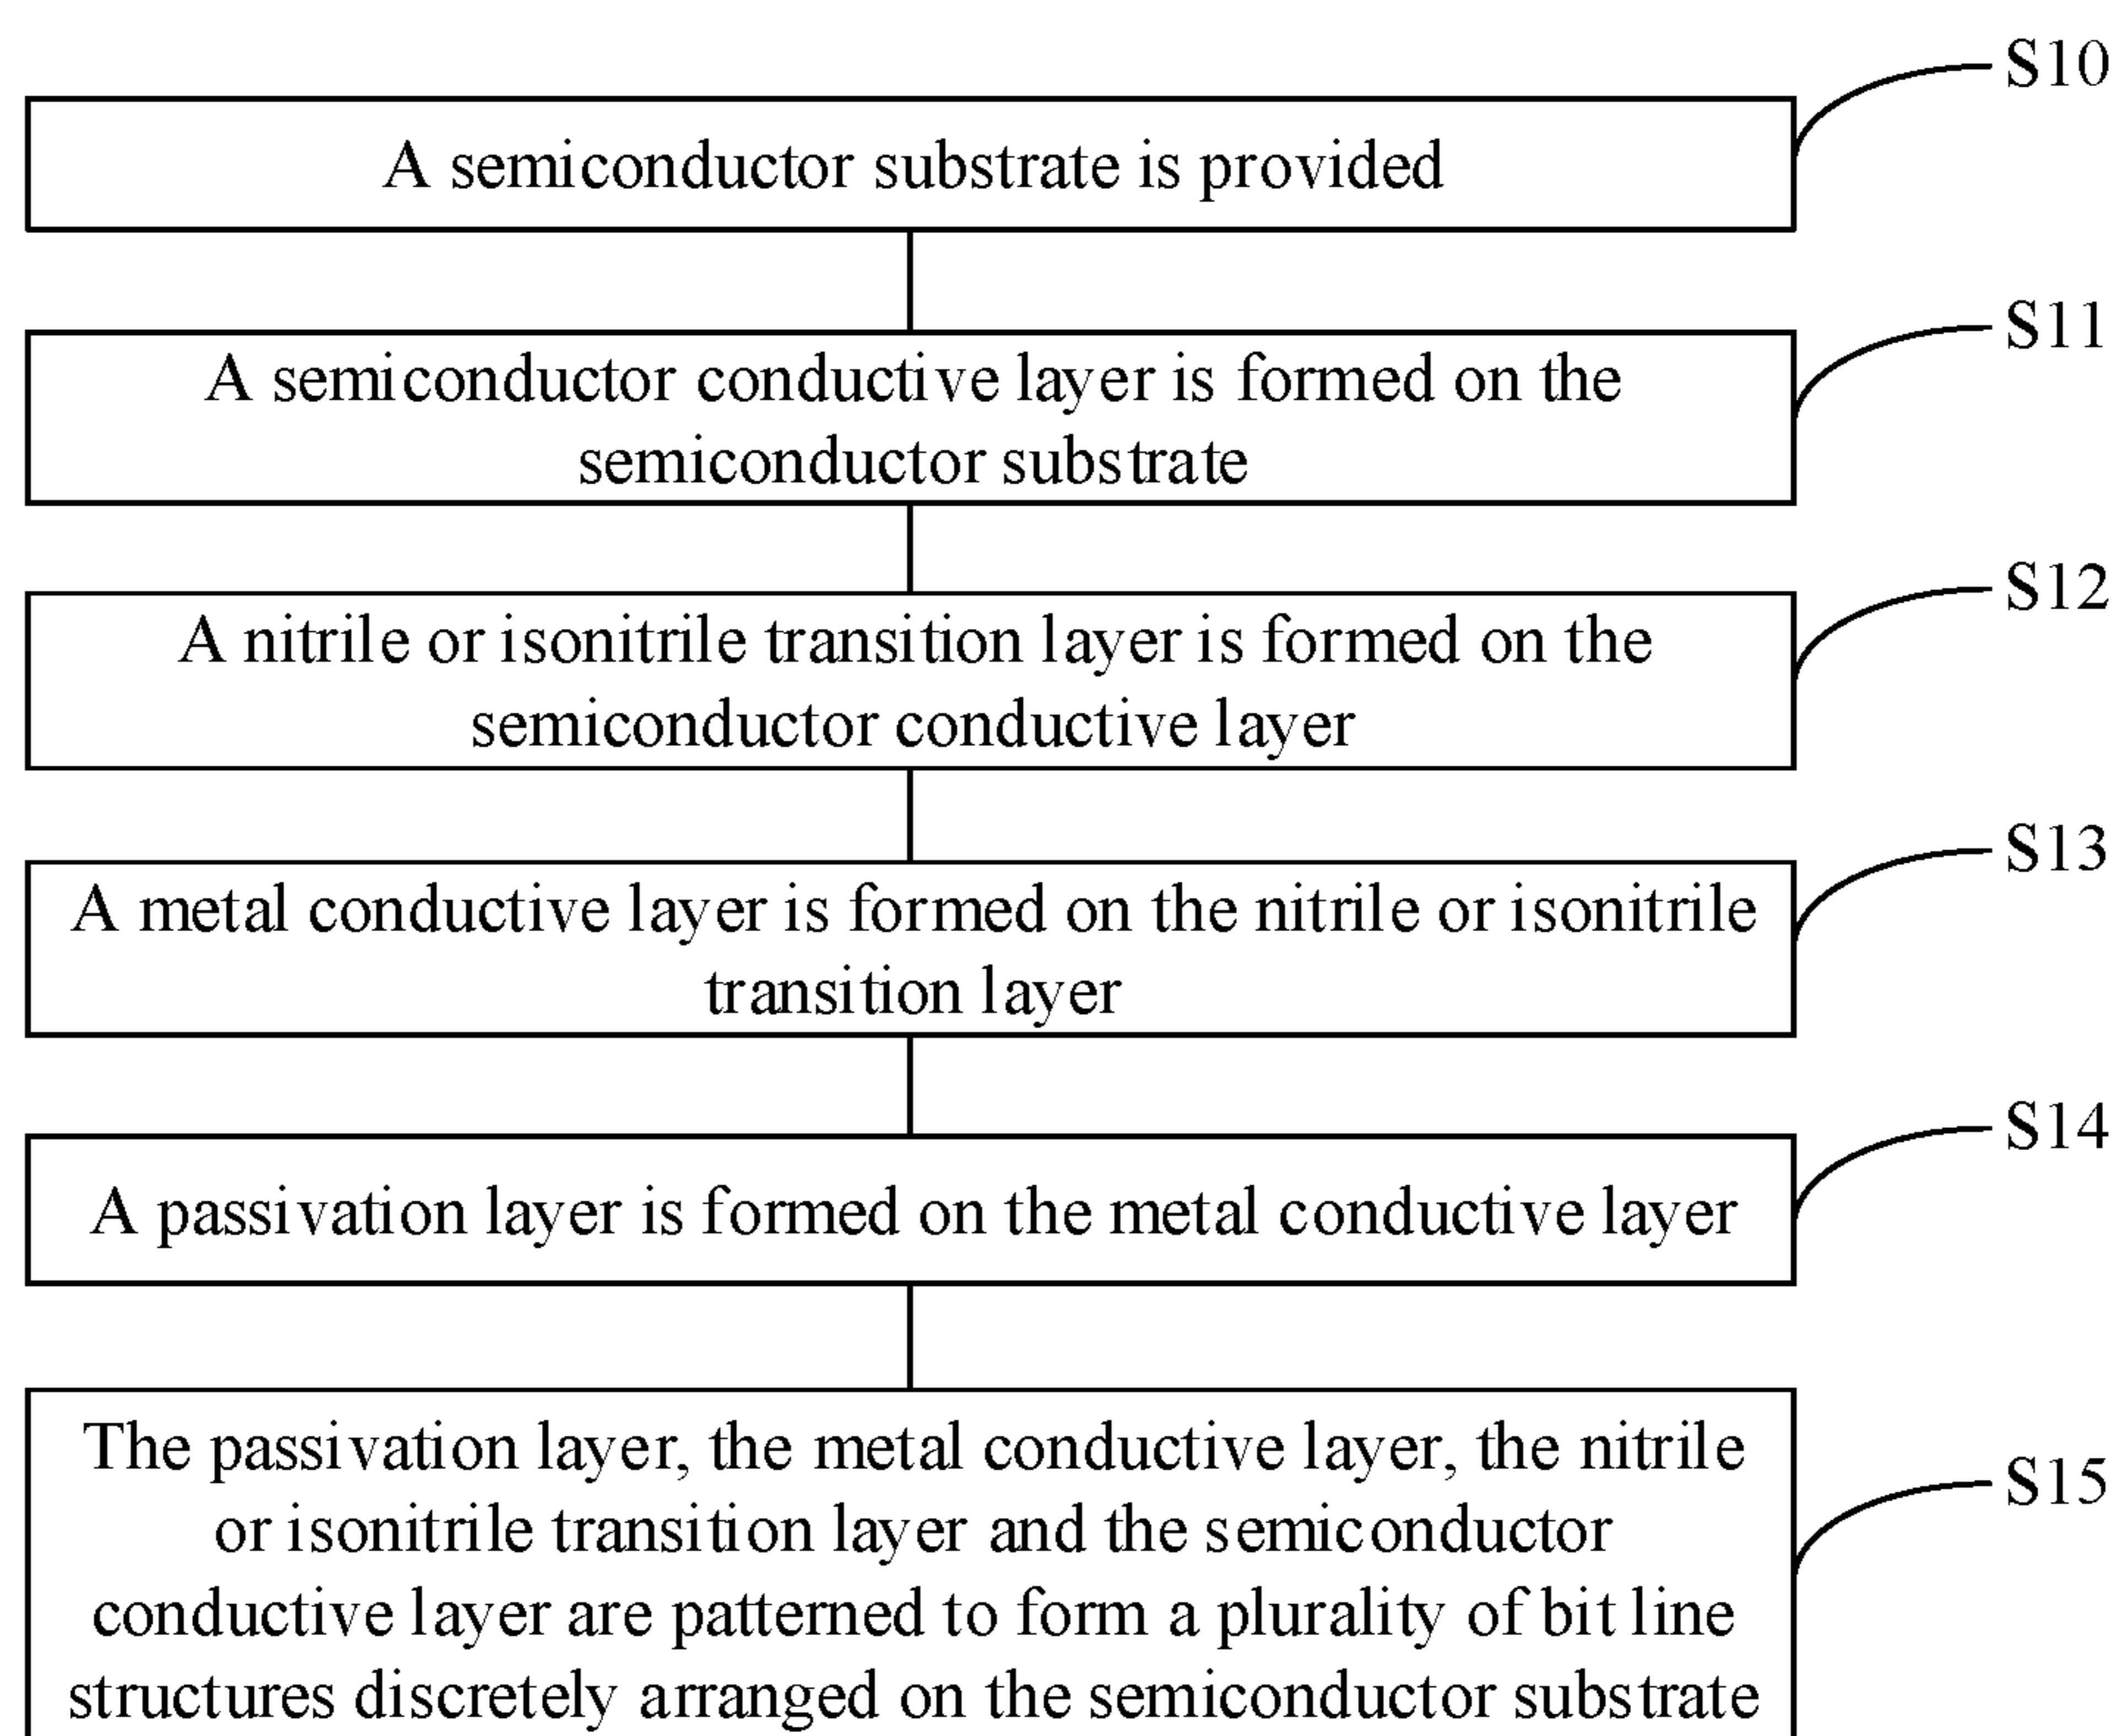 S10
A semiconductor substrate is provided
S11
A semiconductor conductive layer is formed on the
semiconductor substrate
S12
A nitrile or isonitrile transition layer is formed on the
semiconductor conductive layer
S13
A metal conductive layer is formed on the nitrile or isonitrile
transition layer
S14
A passivation layer is formed on the metal conductive layer
S15
The passivation layer, the metal conductive layer, the nitrile
or isonitrile transition layer and the semiconductor
conductive layer are patterned to form a plurality of bit line
structures discretely arranged on the semiconductor substrate